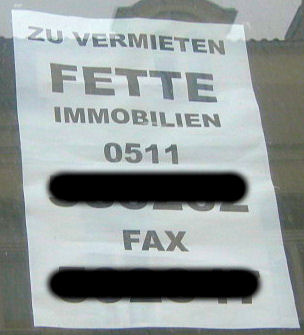 ZU VERMIETEN
FETTE
IMMOBILIEN
0511
FAX